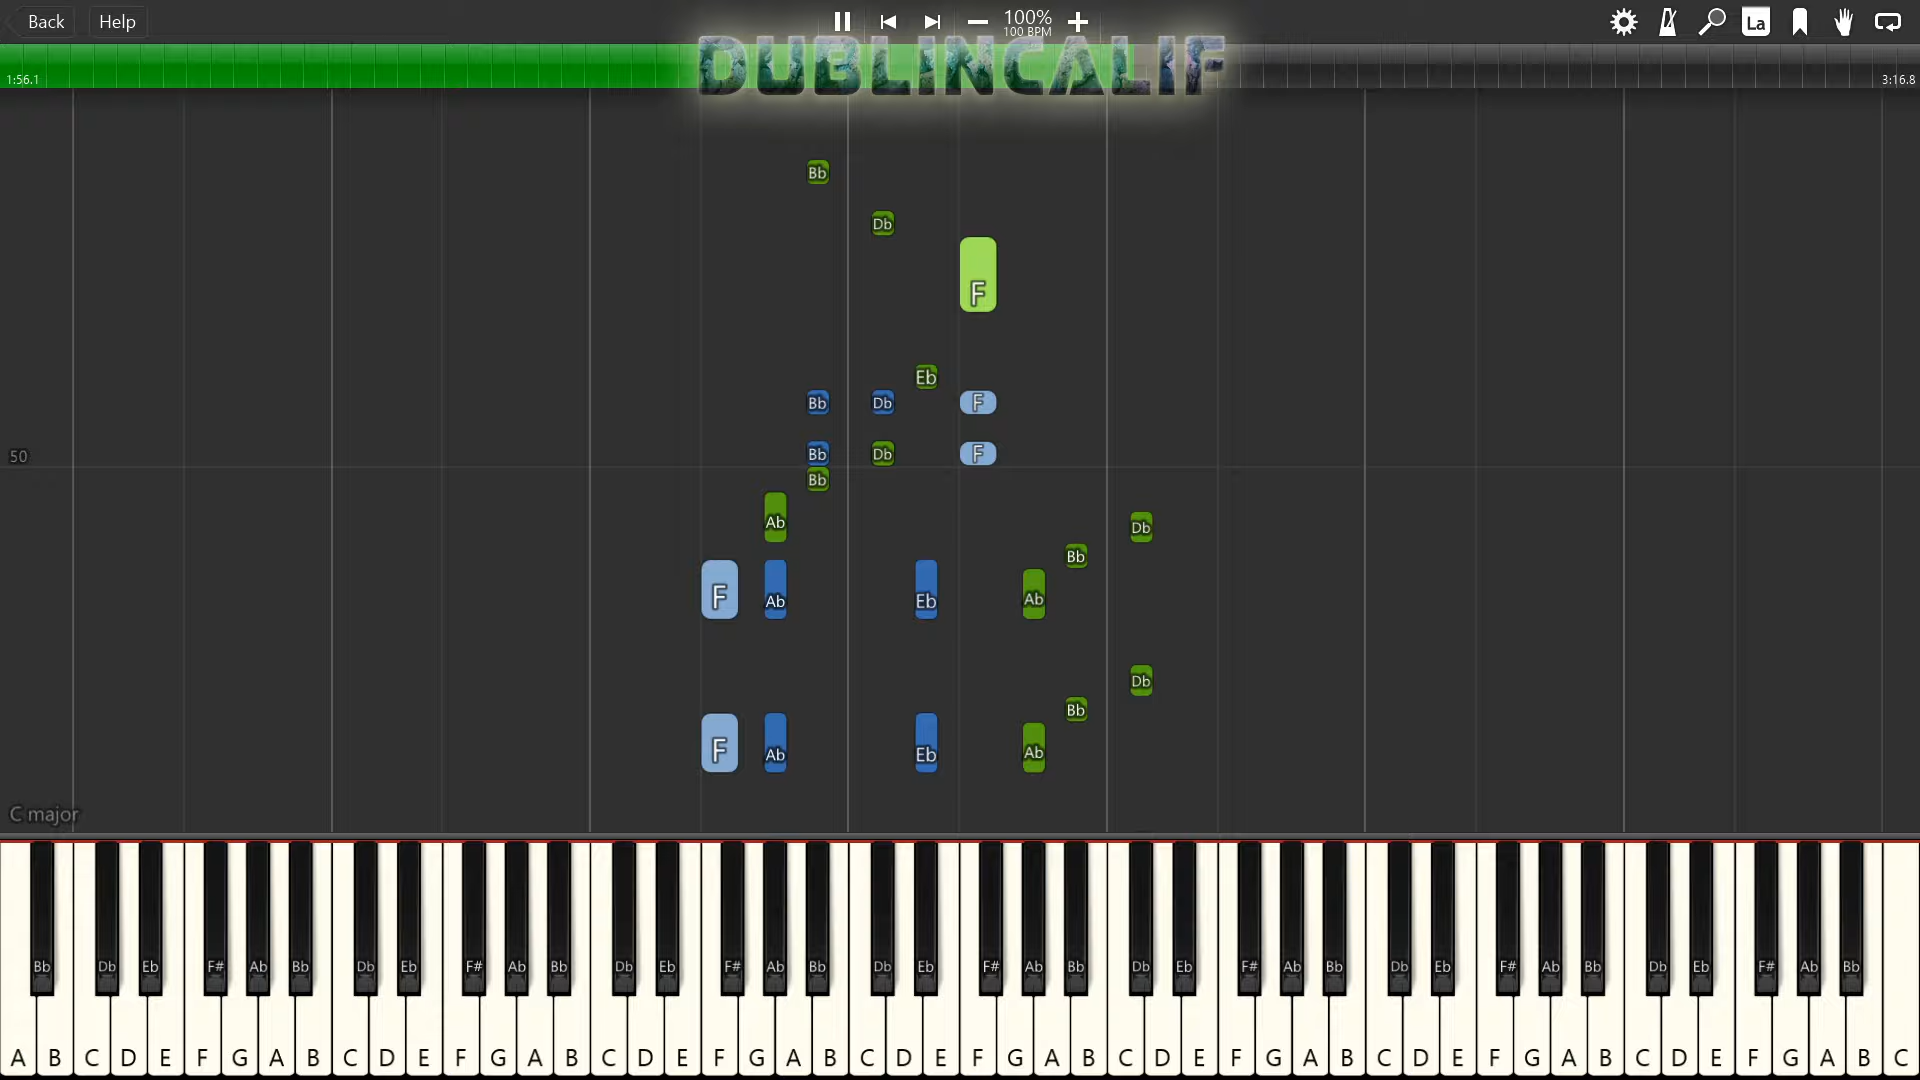 Back Help 100%
100 BPM
DUBLINCALIF
La
1:56.1 3:16.8
Bb
Db
F
Eb
Bb Db F
Bb Db F
50
Bb
Ab Db
Bb
F Ab Eb Ab
Db
Bb
F Ab Eb Ab
C major
Bb Db Eb F# Ab Bb Db Eb F# Ab Bb Db Eb F# Ab Bb Db Eb F# Ab Bb Db Eb F# Ab Bb Db Eb F# Ab Bb Db Eb F# Ab Bb
A B C D E F G A B C D E F G A B C D E F G A B C D E F G A B C D E F G A B C D E F G A B C D E F G A B C